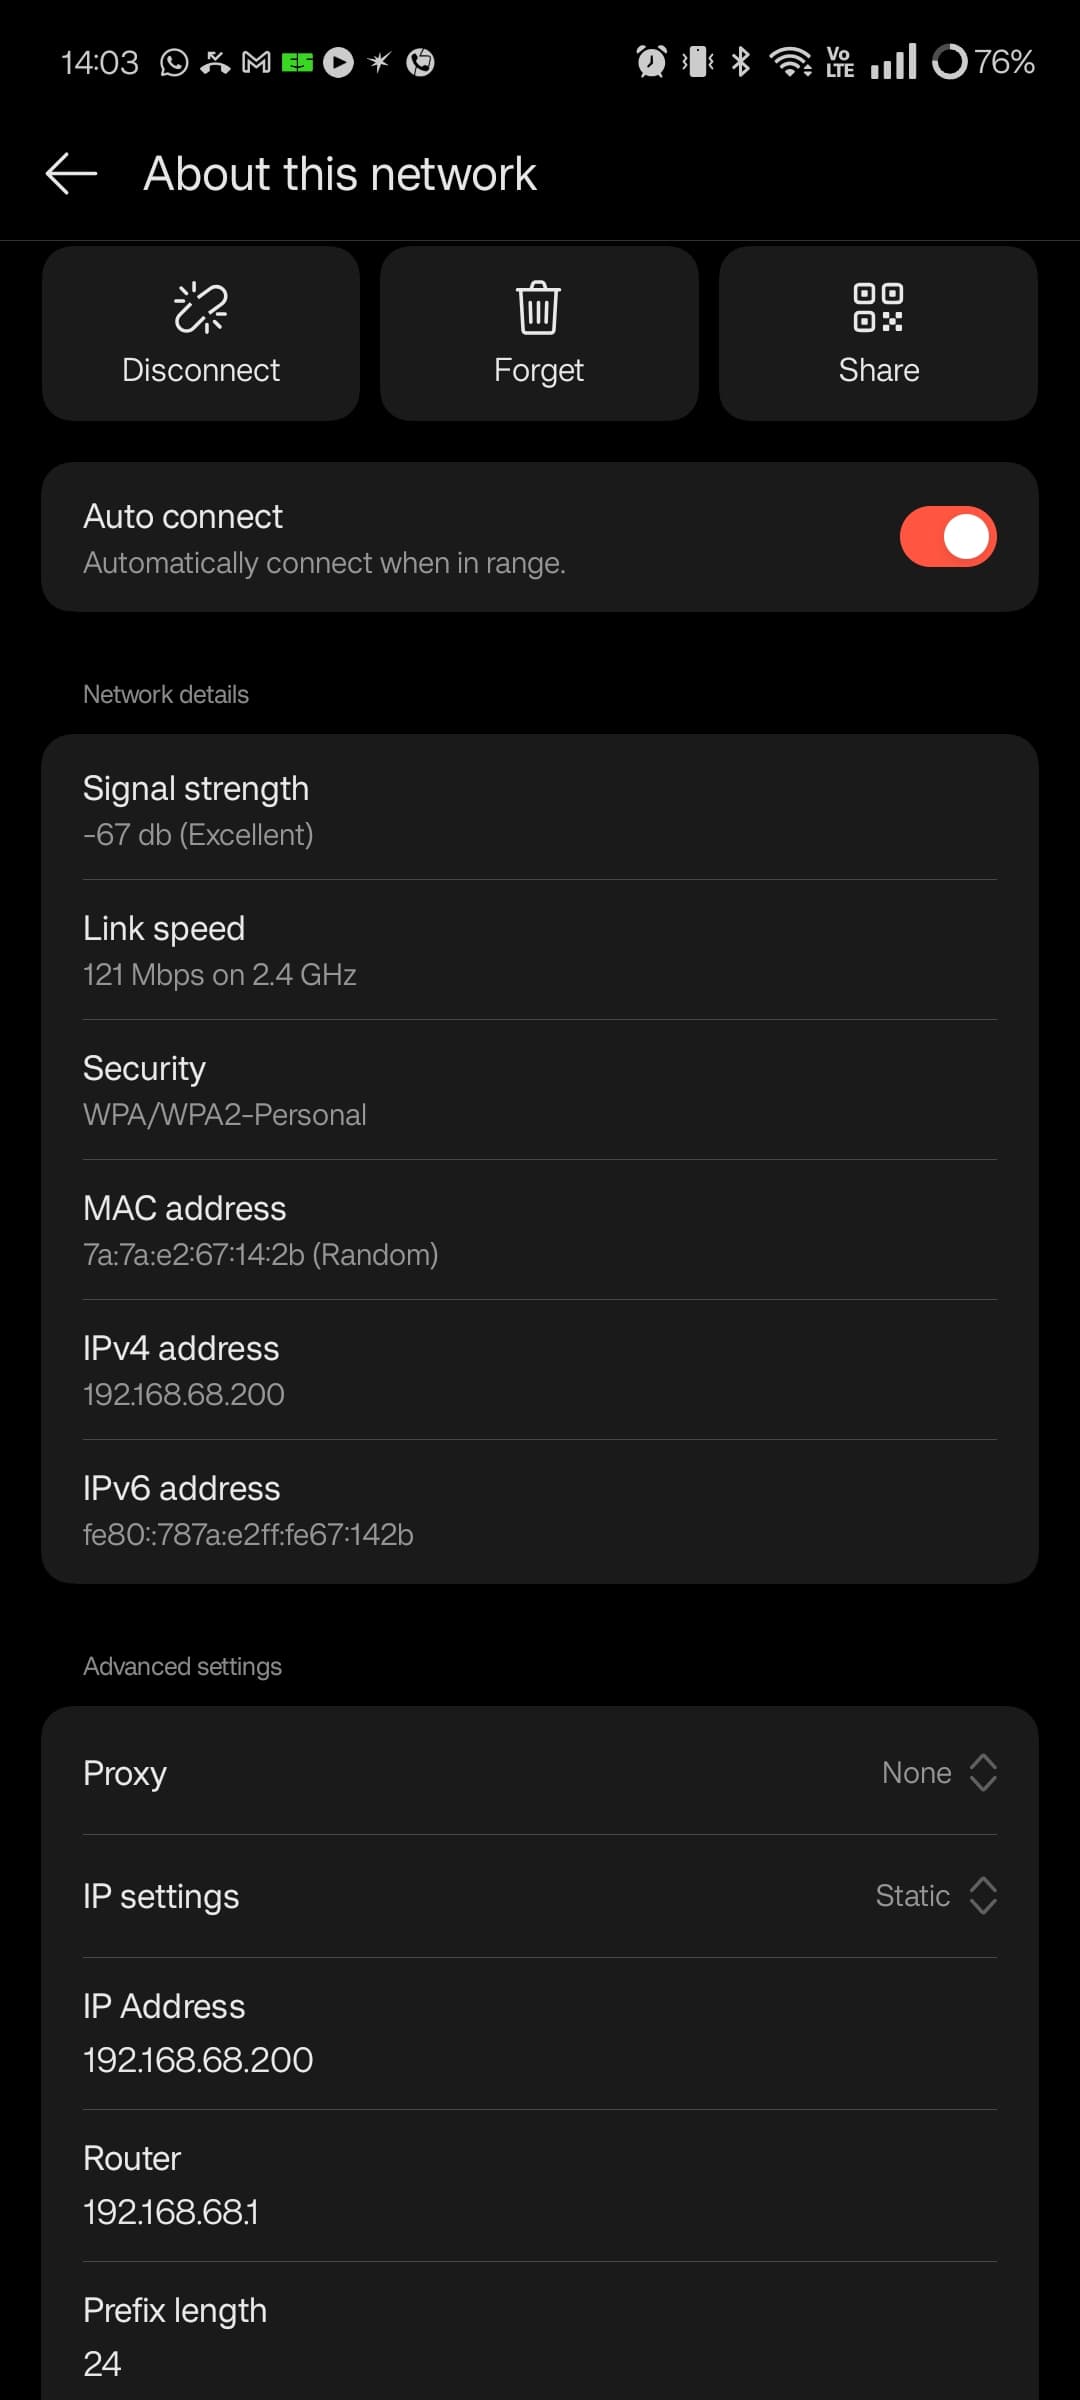 14:03
Vo LTE
76%
About this network
Disconnect
Forget
Share
Auto connect
Automatically connect when in range.
Network details
Signal strength
-67 db (Excellent)
Link speed
121 Mbps on 2.4 GHz
Security
WPA/WPA2-Personal
MAC address
7a:7a:e2:67:14:2b (Random)
IPv4 address
192.168.68.200
IPv6 address
fe80::787a:e2ff:fe67:142b
Advanced settings
Proxy
None
IP settings
Static
IP Address
192.168.68.200
Router
192.168.68.1
Prefix length
24